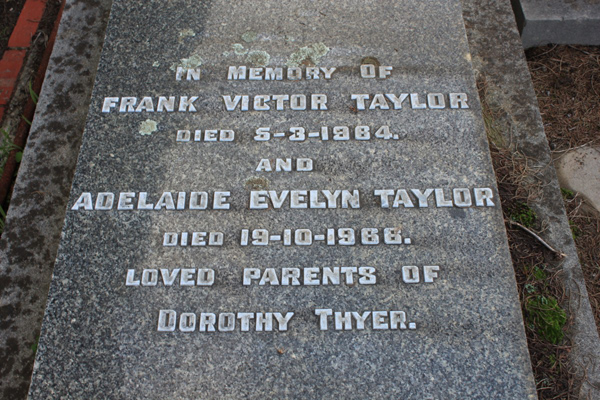 In Memory Of
Frank Victor Taylor
Died 5-3-1964.
And
Adelaide Evelyn Taylor
Died 19-10-1966.
Loved Parents Of
Dorothy Thyer.